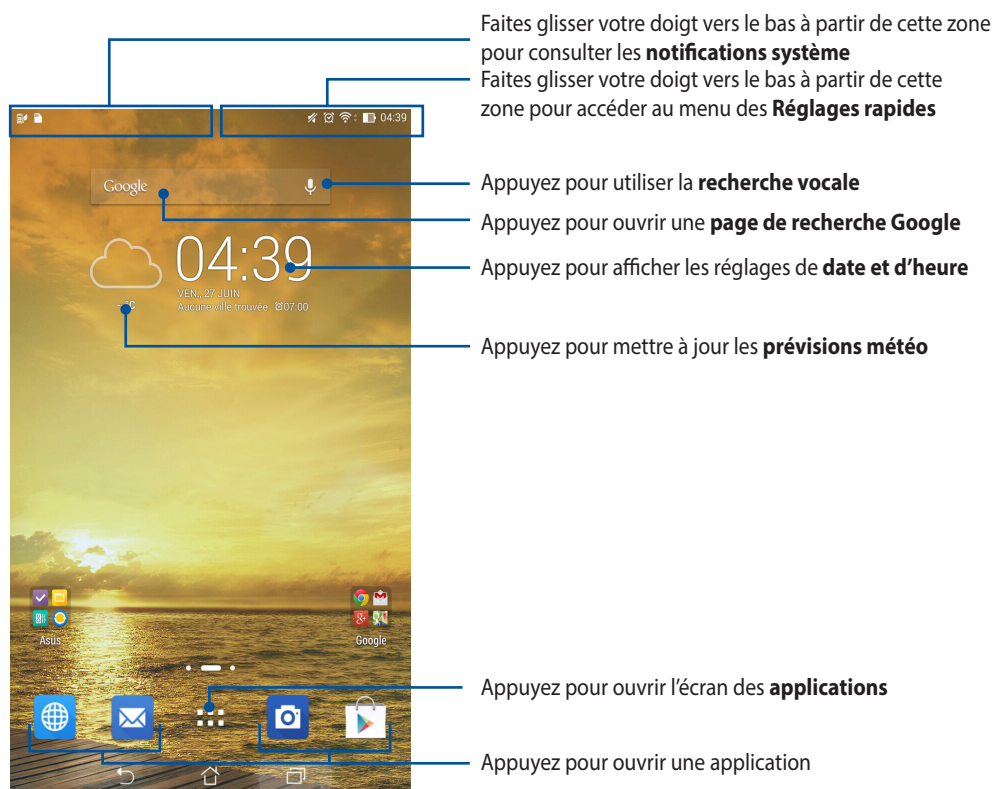 Faites glisser votre doigt vers le bas à partir de cette zone
pour consulter les notifications système
Faites glisser votre doigt vers le bas à partir de cette
zone pour accéder au menu des Réglages rapides
04:39
Google
Appuyez pour utiliser la recherche vocale
Appuyez pour ouvrir une page de recherche Google
04:39
Appuyez pour afficher les réglages de date et d'heure
VEN., 27 JUIN
Aucune ville trouvée 07:00
Appuyez pour mettre à jour les prévisions météo
Asus
Google
Appuyez pour ouvrir l'écran des applications
Appuyez pour ouvrir une application